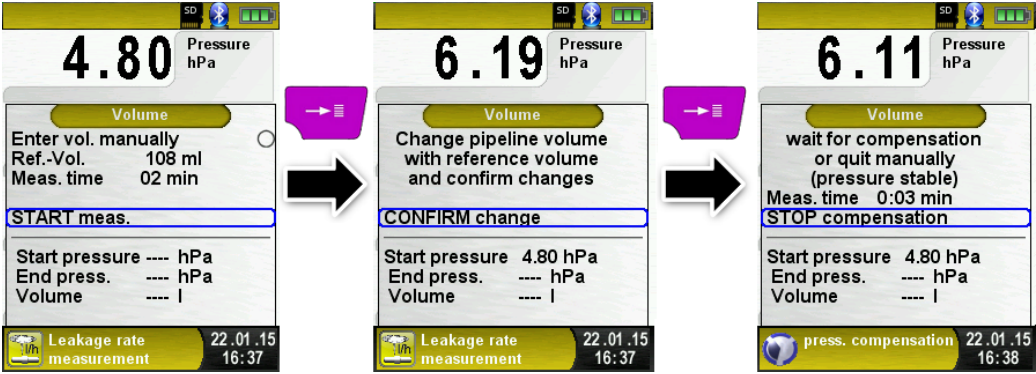 SD
4.80 Pressure
hPa
Volume
Enter vol. manually
Ref.-Vol. 108 ml
Meas. time 02 min
START meas.
Start pressure ---- hPa
End press. ---- hPa
Volume ---- l
Leakage rate
measurement
l/h
22.01.15
16:37
SD
6.19 Pressure
hPa
Volume
Change pipeline volume
with reference volume
and confirm changes
CONFIRM change
Start pressure 4.80 hPa
End press. ---- hPa
Volume ---- l
Leakage rate
measurement
l/h
22.01.15
16:37
SD
6.11 Pressure
hPa
Volume
wait for compensation
or quit manually
(pressure stable)
Meas. time 0:03 min
STOP compensation
Start pressure 4.80 hPa
End press. ---- hPa
Volume ---- l
press. compensation
22.01.15
16:38